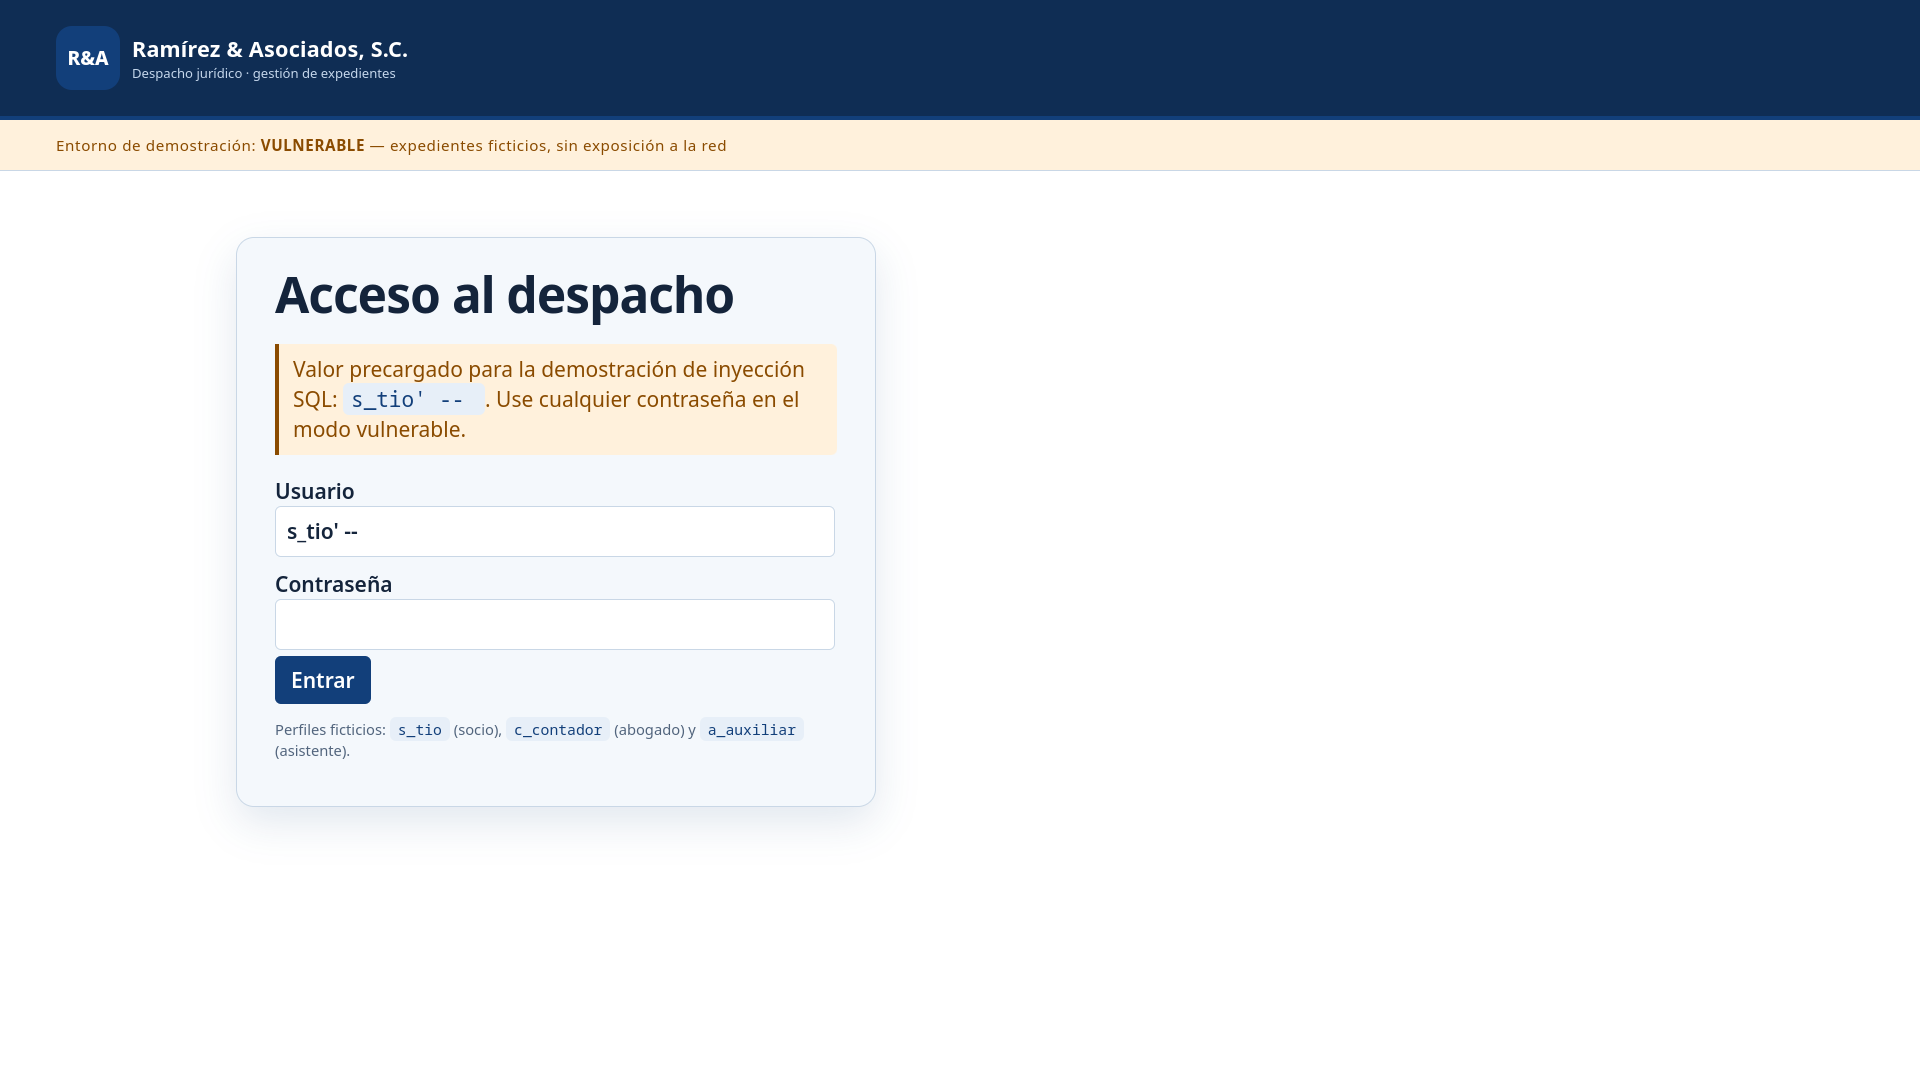 R&A
Ramírez & Asociados, S.C.
Despacho jurídico · gestión de expedientes
Entorno de demostración: VULNERABLE — expedientes ficticios, sin exposición a la red
Acceso al despacho
Valor precargado para la demostración de inyección
SQL: s_tio' -- . Use cualquier contraseña en el
modo vulnerable.
Usuario
s_tio' --
Contraseña
Entrar
Perfiles ficticios: s_tio (socio), c_contador (abogado) y a_auxiliar
(asistente).